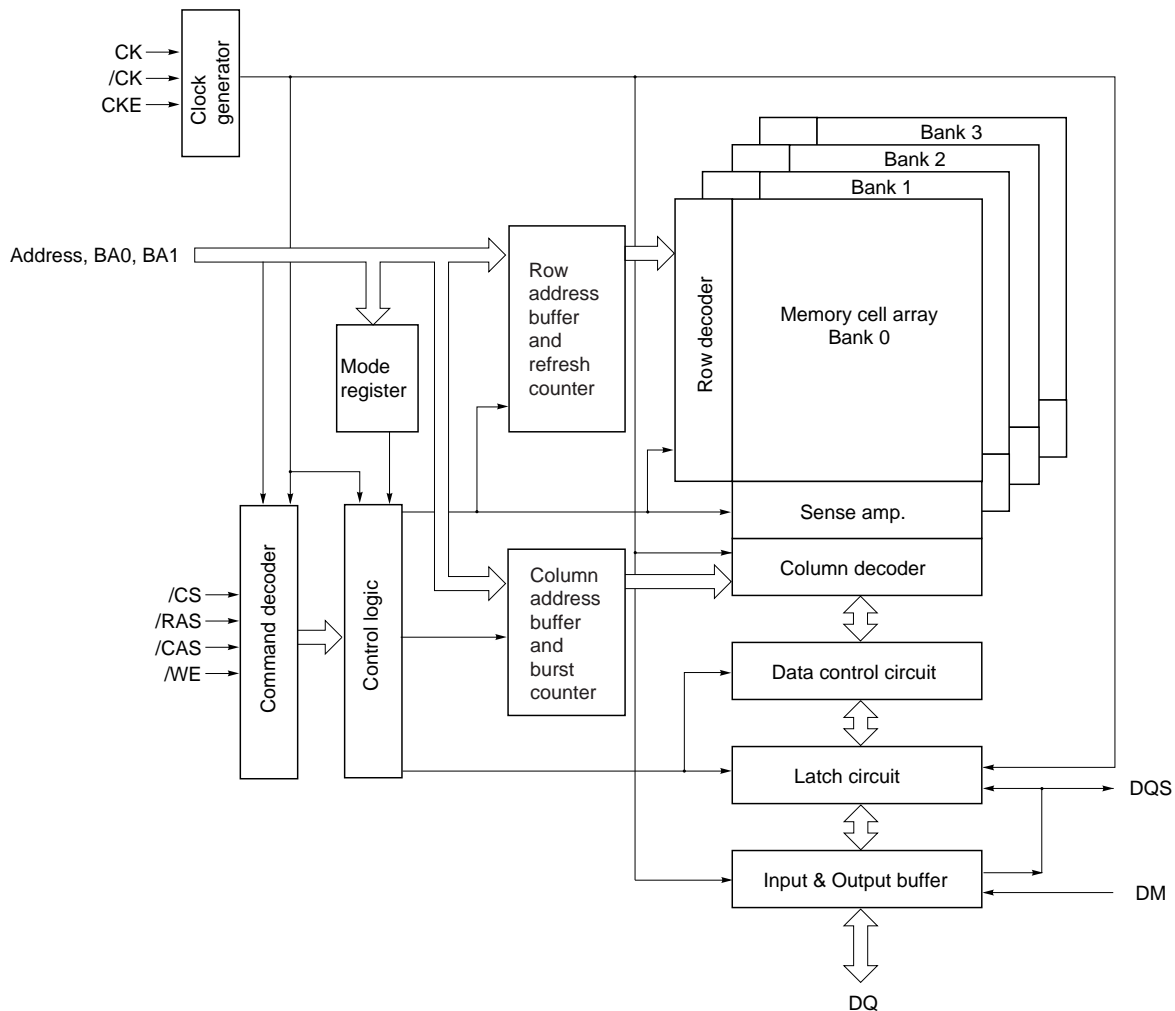 CK
/CK
CKE
Clock
generator
Bank 3
Bank 2
Bank 1
Address, BA0, BA1
Mode
register
Row
address
buffer
and
refresh
counter
Row decoder
Memory cell array
Bank 0
Sense amp.
Column decoder
/CS
/RAS
/CAS
/WE
Command decoder
Control logic
Column
address
buffer
and
burst
counter
Data control circuit
Latch circuit
DQS
Input & Output buffer
DM
DQ